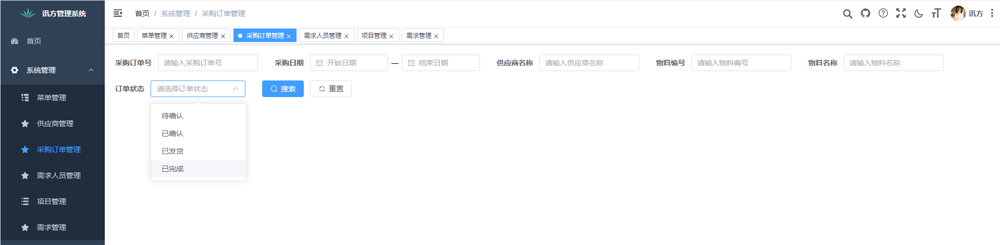 讯方管理系统
首页 / 系统管理 / 采购订单管理
讯方
首页 菜单管理 供应商管理 采购订单管理 需求人员管理 项目管理 需求管理
首页
系统管理
菜单管理
供应商管理
采购订单管理
需求人员管理
项目管理
需求管理
采购订单号 请输入采购订单号 采购日期 开始日期 — 结束日期 供应商名称 请输入供应商名称 物料编号 请输入物料编号 物料名称 请输入物料名称
订单状态 请选择订单状态 搜索 重置
待确认
已确认
已发货
已完成